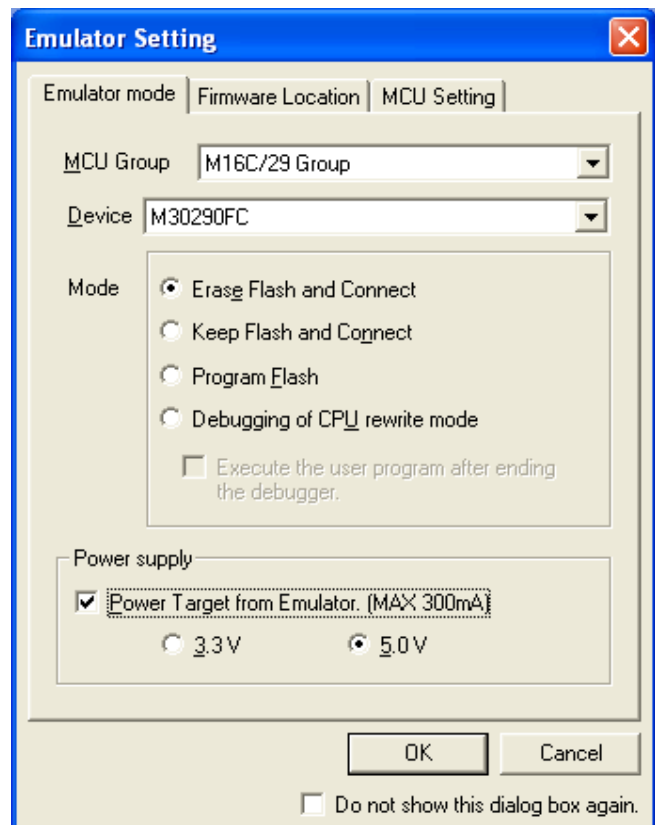 Emulator Setting
Emulator mode
Firmware Location
MCU Setting
MCU Group
M16C/29 Group
Device
M30290FC
Mode
Erase Flash and Connect
Keep Flash and Connect
Program Flash
Debugging of CPU rewrite mode
Execute the user program after ending
the debugger.
Power supply
Power Target from Emulator. (MAX 300mA)
3.3 V
5.0 V
OK
Cancel
Do not show this dialog box again.